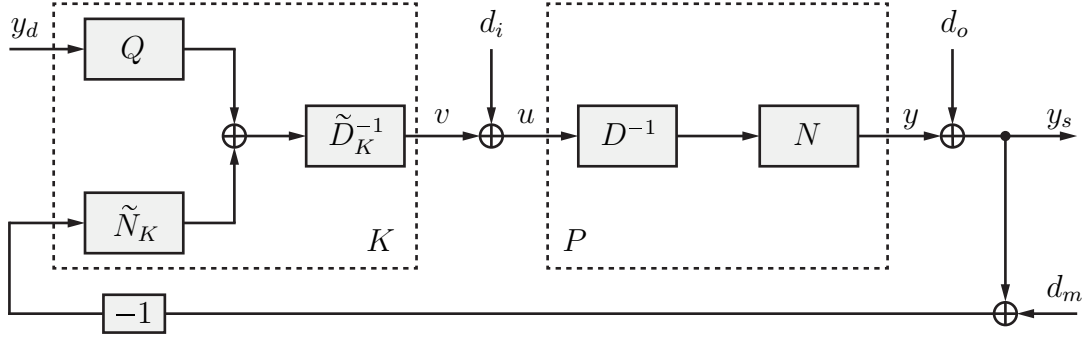 y_d
Q
d_i
d_o
D̃_K^{-1}
v
u
D^{-1}
N
y
y_s
Ñ_K
K
P
−1
d_m